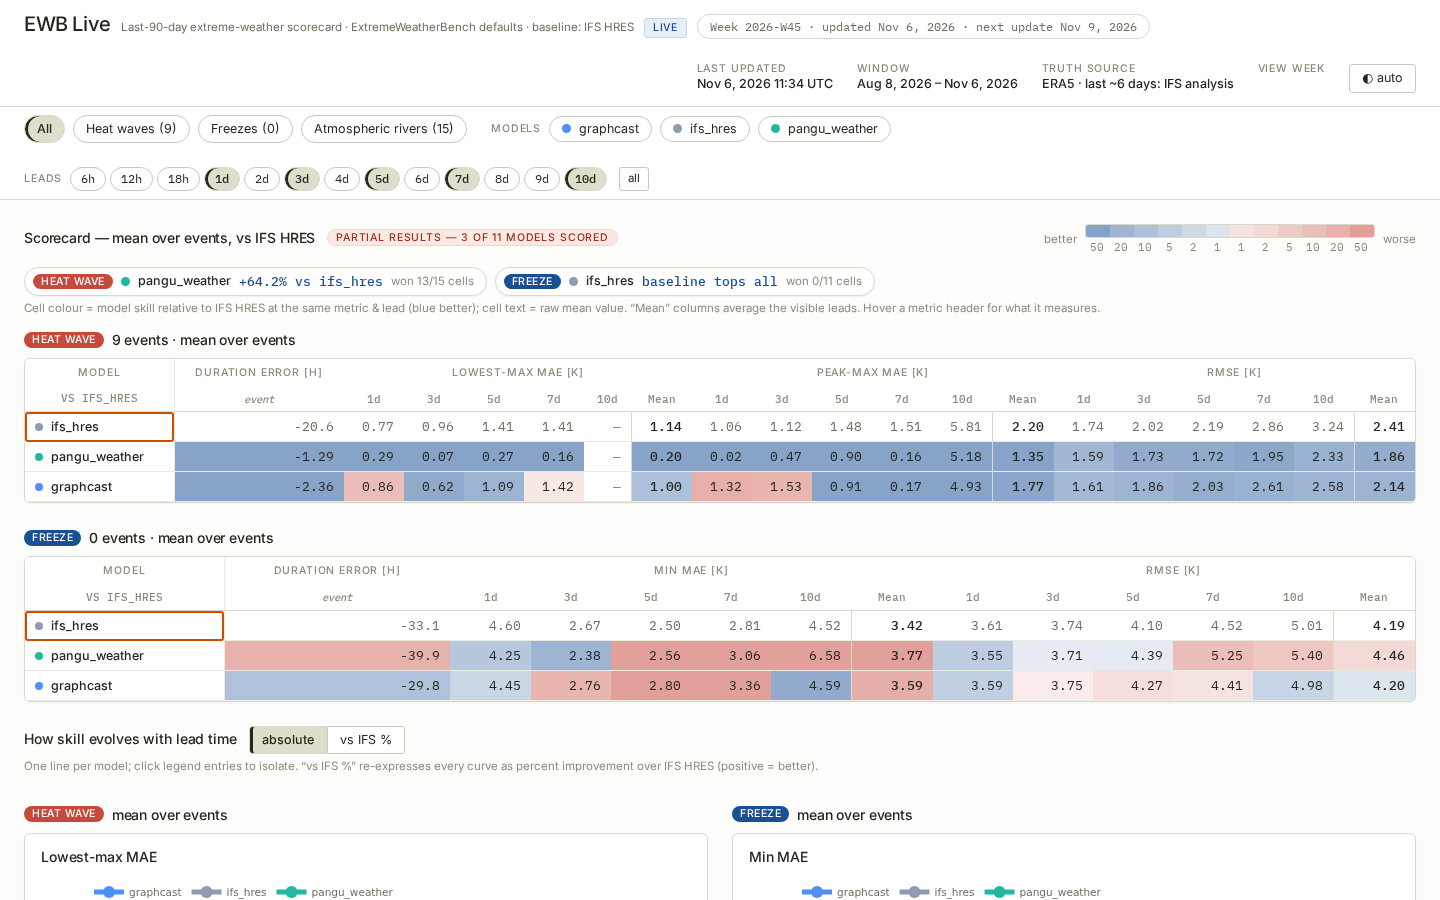 EWB Live Last-90-day extreme-weather scorecard · ExtremeWeatherBench defaults · baseline: IFS HRES LIVE Week 2026-W45 · updated Nov 6, 2026 · next update Nov 9, 2026
LAST UPDATED WINDOW TRUTH SOURCE VIEW WEEK
Nov 6, 2026 11:34 UTC Aug 8, 2026 – Nov 6, 2026 ERA5 · last ~6 days: IFS analysis ◐ auto
All Heat waves (9) Freezes (0) Atmospheric rivers (15) MODELS graphcast ifs_hres pangu_weather
LEADS 6h 12h 18h 1d 2d 3d 4d 5d 6d 7d 8d 9d 10d all
Scorecard — mean over events, vs IFS HRES PARTIAL RESULTS — 3 OF 11 MODELS SCORED
better 50 20 10 5 2 1 1 2 5 10 20 50 worse
HEAT WAVE pangu_weather +64.2% vs ifs_hres won 13/15 cells FREEZE ifs_hres baseline tops all won 0/11 cells
Cell colour = model skill relative to IFS HRES at the same metric & lead (blue better); cell text = raw mean value. “Mean” columns average the visible leads. Hover a metric header for what it measures.
HEAT WAVE 9 events · mean over events
MODEL DURATION ERROR [H] LOWEST-MAX MAE [K] PEAK-MAX MAE [K] RMSE [K]
VS IFS_HRES event 1d 3d 5d 7d 10d Mean 1d 3d 5d 7d 10d Mean 1d 3d 5d 7d 10d Mean
ifs_hres -20.6 0.77 0.96 1.41 1.41 — 1.14 1.06 1.12 1.48 1.51 5.81 2.20 1.74 2.02 2.19 2.86 3.24 2.41
pangu_weather -1.29 0.29 0.07 0.27 0.16 — 0.20 0.02 0.47 0.90 0.16 5.18 1.35 1.59 1.73 1.72 1.95 2.33 1.86
graphcast -2.36 0.86 0.62 1.09 1.42 — 1.00 1.32 1.53 0.91 0.17 4.93 1.77 1.61 1.86 2.03 2.61 2.58 2.14
FREEZE 0 events · mean over events
MODEL DURATION ERROR [H] MIN MAE [K] RMSE [K]
VS IFS_HRES event 1d 3d 5d 7d 10d Mean 1d 3d 5d 7d 10d Mean
ifs_hres -33.1 4.60 2.67 2.50 2.81 4.52 3.42 3.61 3.74 4.10 4.52 5.01 4.19
pangu_weather -39.9 4.25 2.38 2.56 3.06 6.58 3.77 3.55 3.71 4.39 5.25 5.40 4.46
graphcast -29.8 4.45 2.76 2.80 3.36 4.59 3.59 3.59 3.75 4.27 4.41 4.98 4.20
How skill evolves with lead time absolute vs IFS %
One line per model; click legend entries to isolate. “vs IFS %” re-expresses every curve as percent improvement over IFS HRES (positive = better).
HEAT WAVE mean over events FREEZE mean over events
Lowest-max MAE Min MAE
graphcast ifs_hres pangu_weather graphcast ifs_hres pangu_weather